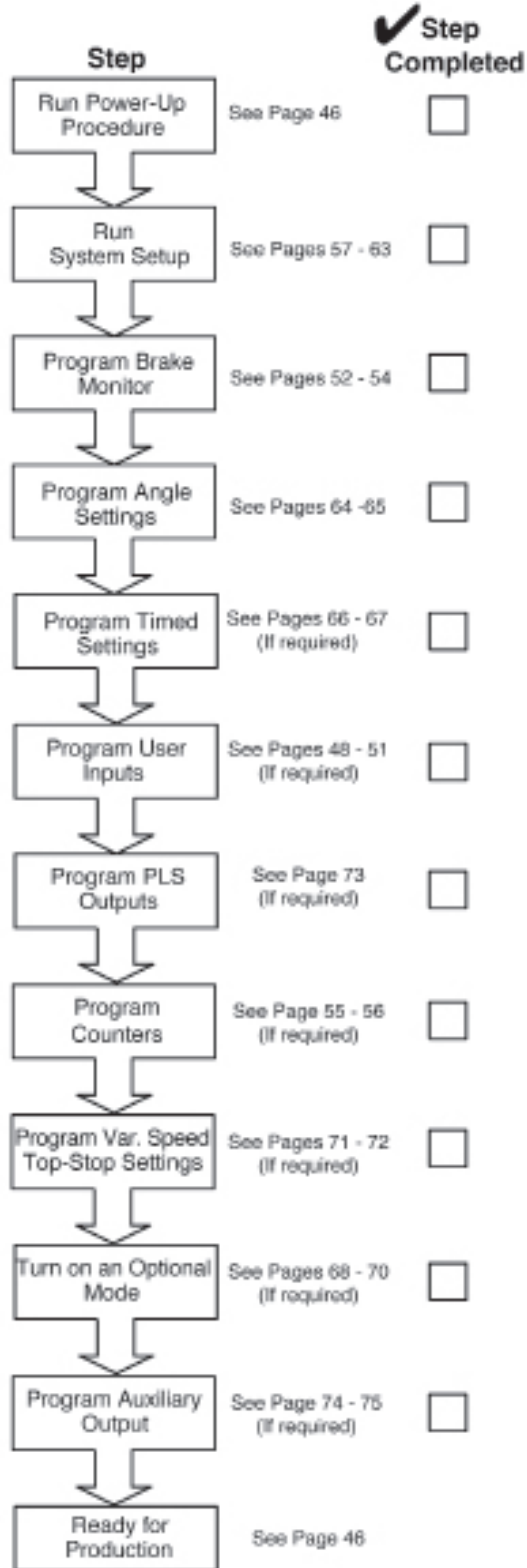 Step
✔ Step
Completed
Run Power-Up
Procedure
See Page 46
Run
System Setup
See Pages 57 - 63
Program Brake
Monitor
See Pages 52 - 54
Program Angle
Settings
See Pages 64 -65
Program Timed
Settings
See Pages 66 - 67
(If required)
Program User
Inputs
See Pages 48 - 51
(If required)
Program PLS
Outputs
See Page 73
(If required)
Program
Counters
See Page 55 - 56
(If required)
Program Var. Speed
Top-Stop Settings
See Pages 71 - 72
(If required)
Turn on an Optional
Mode
See Pages 68 - 70
(If required)
Program Auxiliary
Output
See Page 74 - 75
(If required)
Ready for
Production
See Page 46